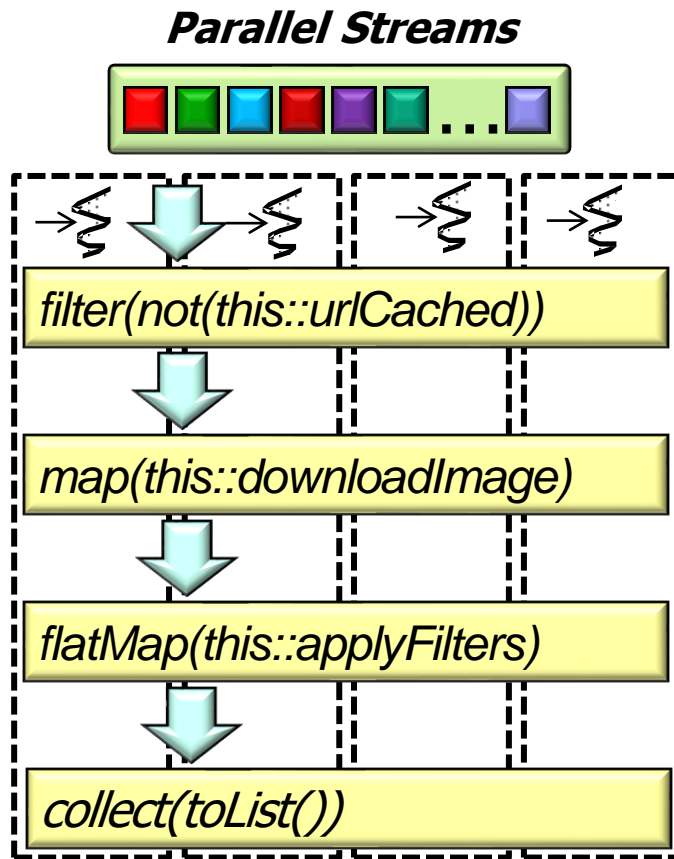 Parallel Streams
...
filter(not(this::urlCached))
map(this::downloadImage)
flatMap(this::applyFilters)
collect(toList())